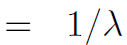 = 1/λ